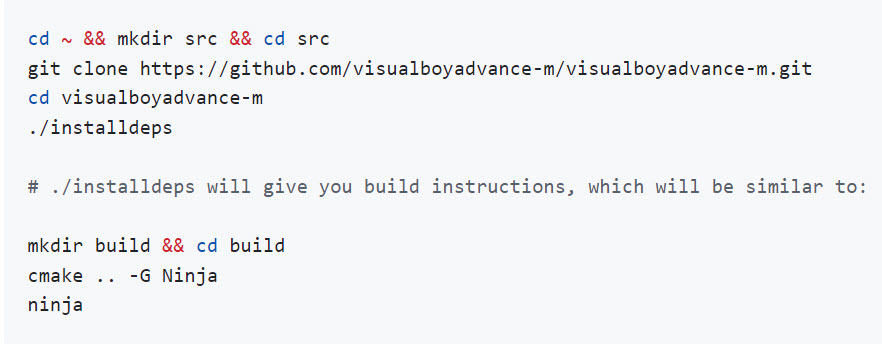 cd ~ && mkdir src && cd src
git clone https://github.com/visualboyadvance-m/visualboyadvance-m.git
cd visualboyadvance-m
./installdeps
# ./installdeps will give you build instructions, which will be similar to:
mkdir build && cd build
cmake .. -G Ninja
ninja